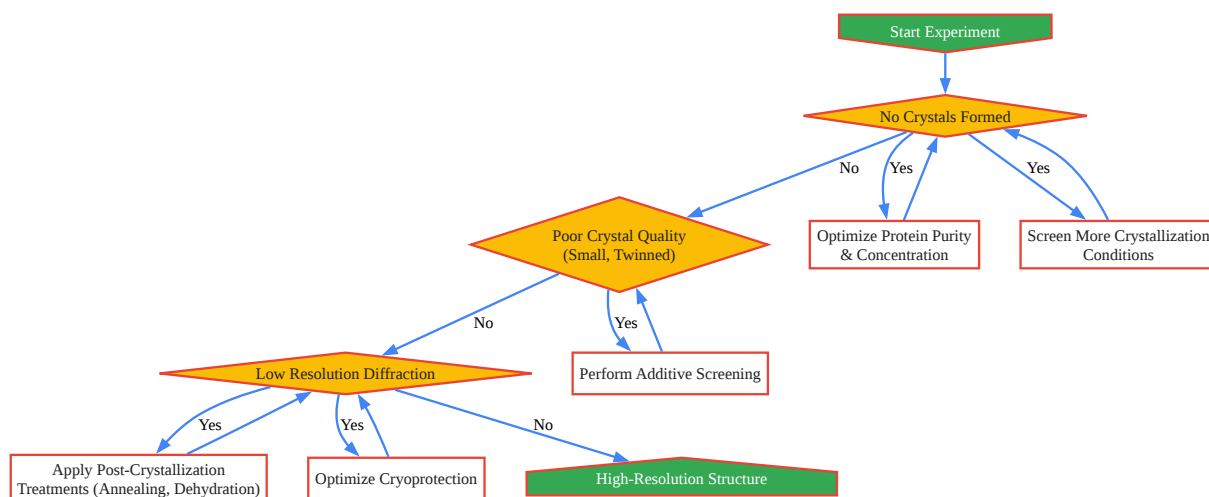 Start Experiment
No Crystals Formed
No
Yes
Yes
Optimize Protein Purity
& Concentration
Screen More Crystallization
Conditions
Poor Crystal Quality
(Small, Twinned)
No
Yes
Perform Additive Screening
Low Resolution Diffraction
Yes
Yes
No
Apply Post-Crystallization
Treatments (Annealing, Dehydration)
Optimize Cryoprotection
High-Resolution Structure